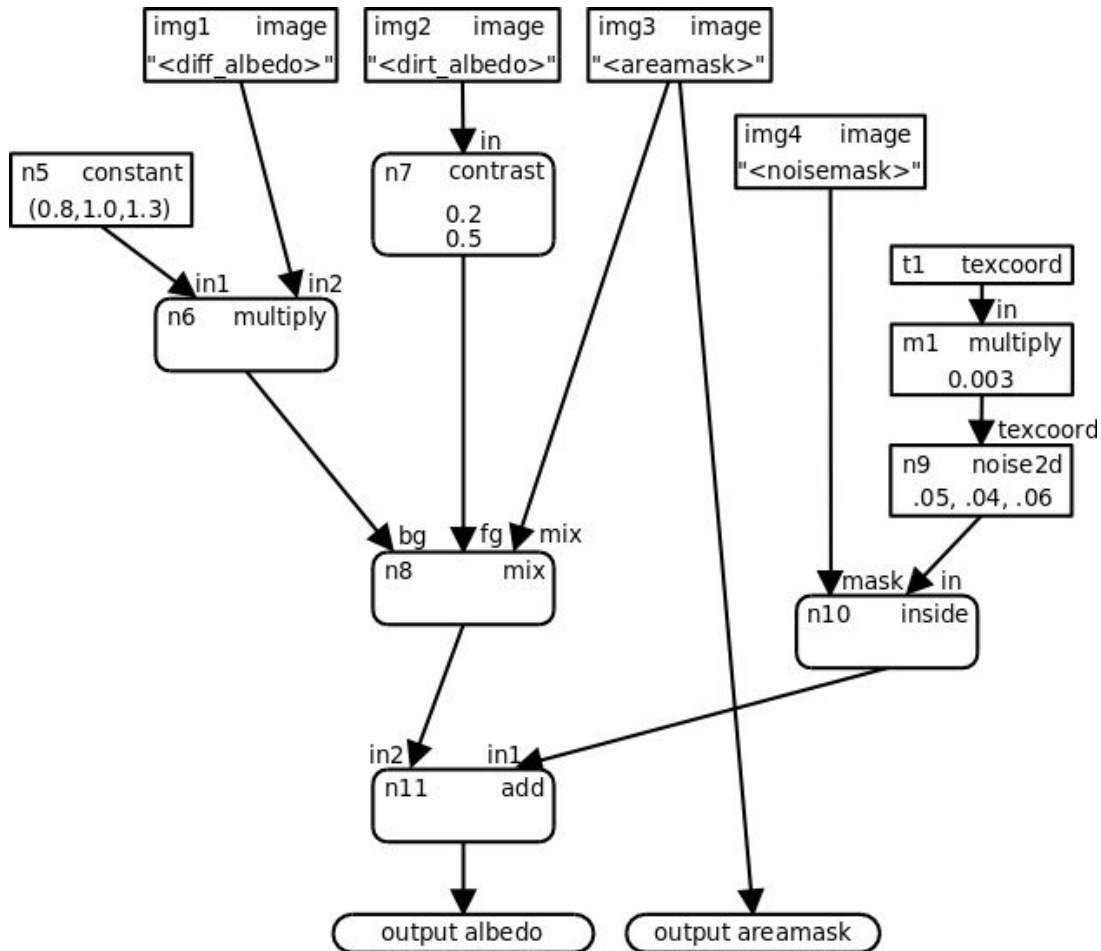 img1 image
"<diff_albedo>"
img2 image
"<dirt_albedo>"
img3 image
"<areamask>"
img4 image
"<noisemask>"
in
n5 constant
(0.8,1.0,1.3)
n7 contrast
0.2
0.5
t1 texcoord
in
in1
in2
n6 multiply
m1 multiply
0.003
texcoord
n9 noise2d
.05, .04, .06
bg
fg
mix
n8 mix
mask
in
n10 inside
in2
in1
n11 add
output albedo
output areamask